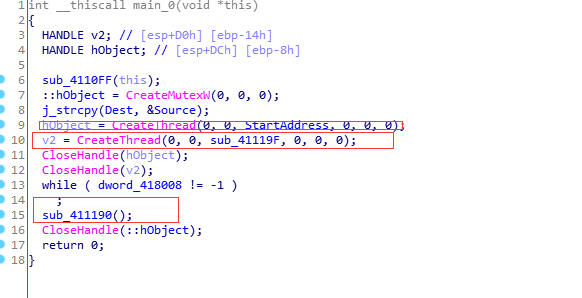 1 int __thiscall main_0(void *this)
2 {
3 HANDLE v2; // [esp+D0h] [ebp-14h]
4 HANDLE hObject; // [esp+DCh] [ebp-8h]
5
6 sub_4110FF(this);
7 ::hObject = CreateMutexW(0, 0, 0);
8 j_strcpy(Dest, &Source);
9 hObject = CreateThread(0, 0, StartAddress, 0, 0, 0);
10 v2 = CreateThread(0, 0, sub_41119F, 0, 0, 0);
11 CloseHandle(hObject);
12 CloseHandle(v2);
13 while ( dword_418008 != -1 )
14 ;
15 sub_411190();
16 CloseHandle(::hObject);
17 return 0;
18 }